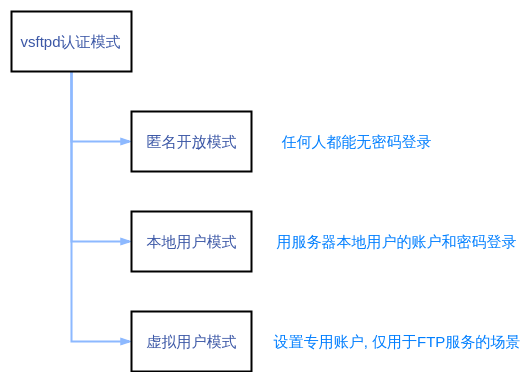 vsftpd认证模式
匿名开放模式 任何人都能无密码登录
本地用户模式 用服务器本地用户的账户和密码登录
虚拟用户模式 设置专用账户, 仅用于FTP服务的场景